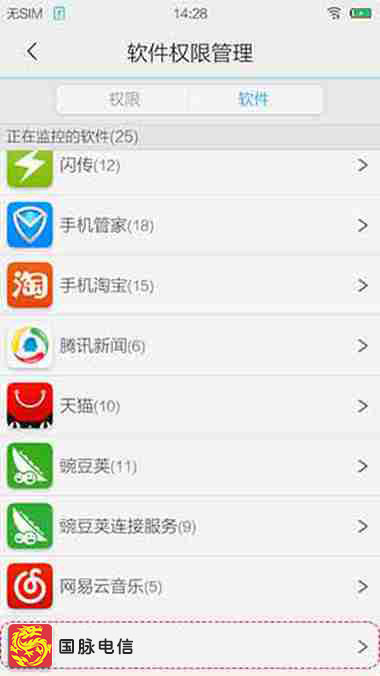 无SIM 14:28
软件权限管理
权限 软件
正在监控的软件(25)
闪传(12)
手机管家(18)
淘
手机淘宝(15)
腾讯新闻(6)
天猫(10)
豌豆荚(11)
豌豆荚连接服务(9)
网易云音乐(5)
国脉电信